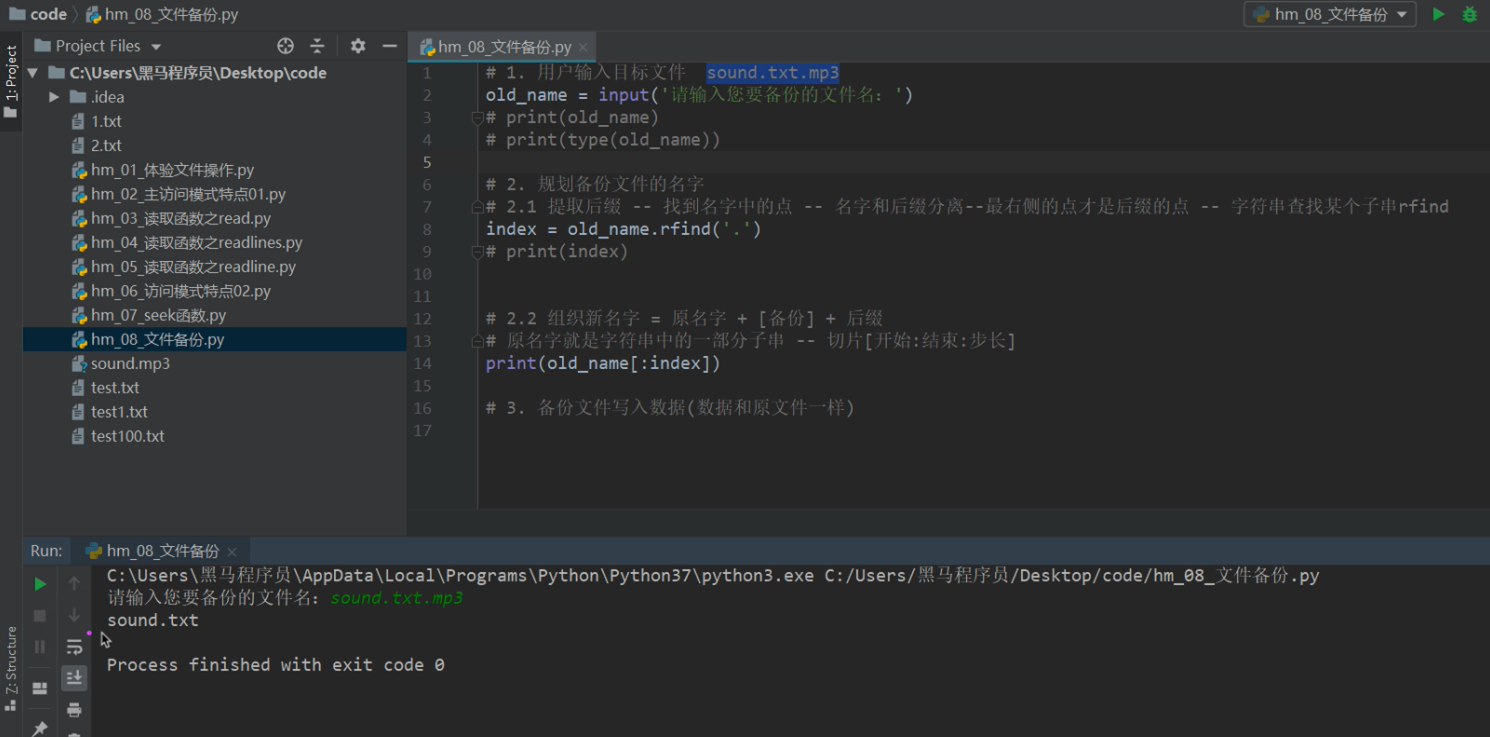 code hm_08_文件备份.py
hm_08_文件备份
1: Project
Project Files
hm_08_文件备份.py
C:\Users\黑马程序员\Desktop\code
.idea
1.txt
2.txt
hm_01_体验文件操作.py
hm_02_主访问模式特点01.py
hm_03_读取函数之read.py
hm_04_读取函数之readlines.py
hm_05_读取函数之readline.py
hm_06_访问模式特点02.py
hm_07_seek函数.py
hm_08_文件备份.py
sound.mp3
test.txt
test1.txt
test100.txt
1 # 1. 用户输入目标文件  sound.txt.mp3
2 old_name = input('请输入您要备份的文件名：')
3 # print(old_name)
4 # print(type(old_name))
5
6 # 2. 规划备份文件的名字
7 # 2.1 提取后缀 -- 找到名字中的点 -- 名字和后缀分离--最右侧的点才是后缀的点 -- 字符串查找某个子串rfind
8 index = old_name.rfind('.')
9 # print(index)
10
11
12 # 2.2 组织新名字 = 原名字 + [备份] + 后缀
13 # 原名字就是字符串中的一部分子串 -- 切片[开始:结束:步长]
14 print(old_name[:index])
15
16 # 3. 备份文件写入数据(数据和原文件一样)
17
Run: hm_08_文件备份
C:\Users\黑马程序员\AppData\Local\Programs\Python\Python37\python3.exe C:/Users/黑马程序员/Desktop/code/hm_08_文件备份.py
请输入您要备份的文件名：sound.txt.mp3
sound.txt
Process finished with exit code 0
Z: Structure